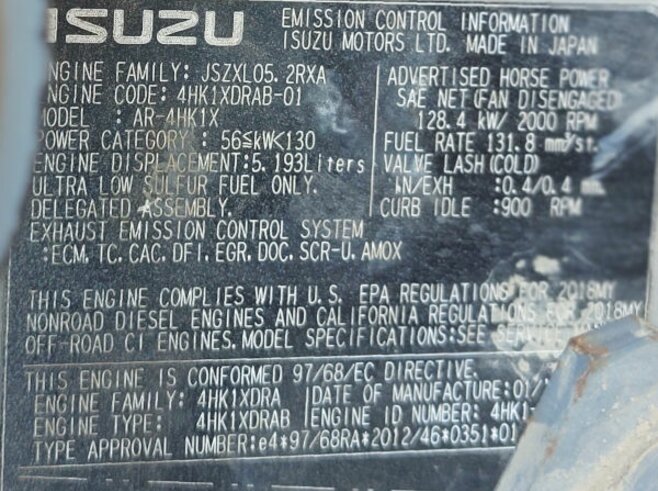 ISUZU
EMISSION CONTROL INFORMATION
ISUZU MOTORS LTD. MADE IN JAPAN
ENGINE FAMILY: JSZXL05.2RXA
ENGINE CODE: 4HK1XDRAB-01
MODEL : AR-4HK1X
POWER CATEGORY : 56≦kW<130
ENGINE DISPLACEMENT:5.193Liters
ULTRA LOW SULFUR FUEL ONLY.
DELEGATED ASSEMBLY.
ADVERTISED HORSE POWER
SAE NET(FAN DISENGAGED)
128.4 kW/ 2000 RPM
FUEL RATE 131.8 mm³/st.
VALVE LASH(COLD)
IN/EXH :0.4/0.4
CURB IDLE :900 RPM
EXHAUST EMISSION CONTROL SYSTEM
:ECM, TC, CAC, DFI, EGR, DOC, SCR-U, AMOX
THIS ENGINE COMPLIES WITH U.S. EPA REGULATIONS FOR 2018MY
NONROAD DIESEL ENGINES AND CALIFORNIA REGULATIONS FOR 2018MY
OFF-ROAD CI ENGINES. MODEL SPECIFICATIONS:SEE SERVICE
THIS ENGINE IS CONFORMED 97/68/EC DIRECTIVE.
ENGINE FAMILY: 4HK1XDRA
ENGINE TYPE: 4HK1XDRAB
DATE OF MANUFACTURE:01/
ENGINE ID NUMBER: 4HK1-
TYPE APPROVAL NUMBER:e4*97/68RA*2012/46*0351*01